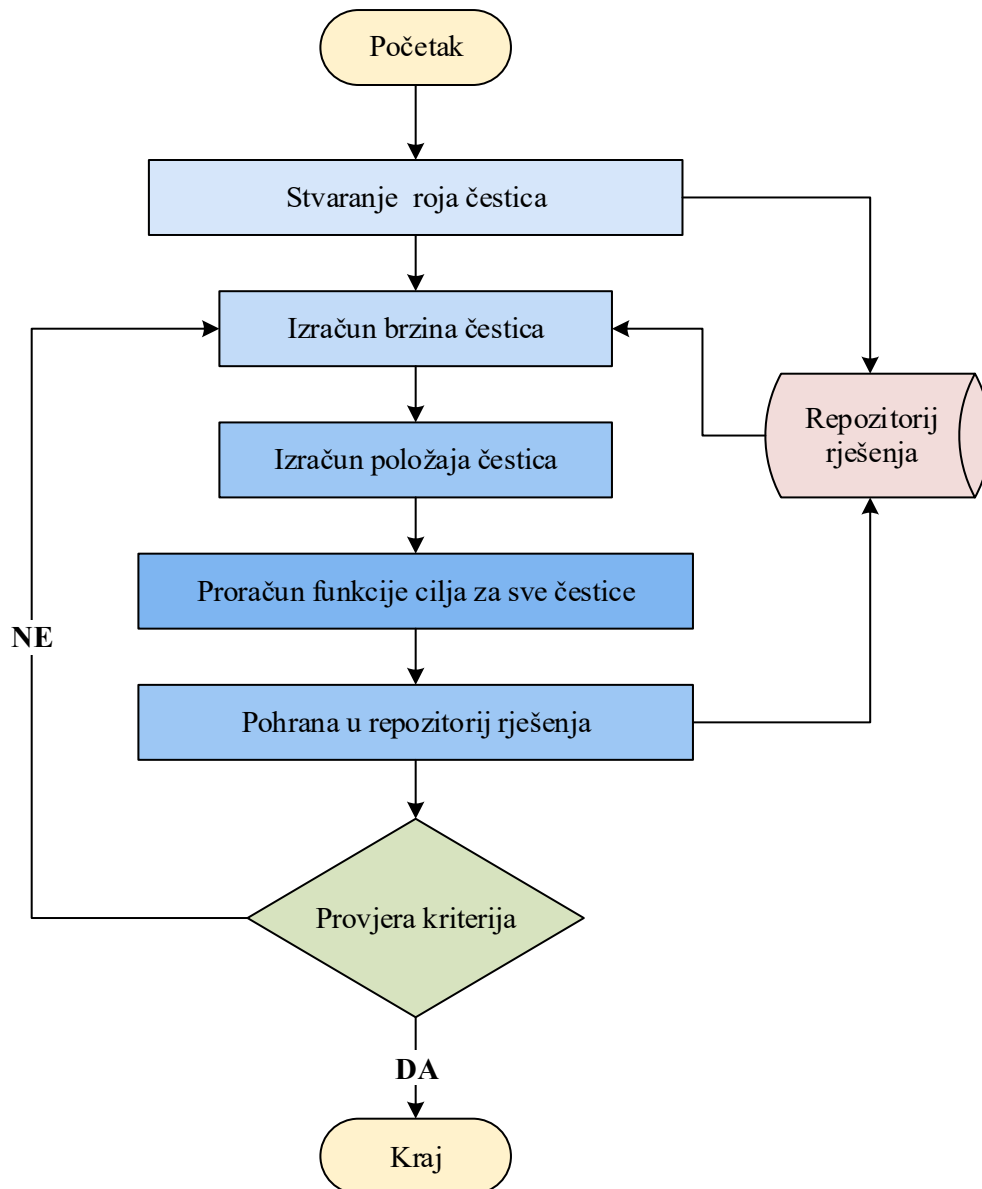 Početak
Stvaranje roja čestica
Izračun brzina čestica
Izračun položaja čestica
Repozitorij
rješenja
Proračun funkcije cilja za sve čestice
NE
Pohrana u repozitorij rješenja
Provjera kriterija
DA
Kraj